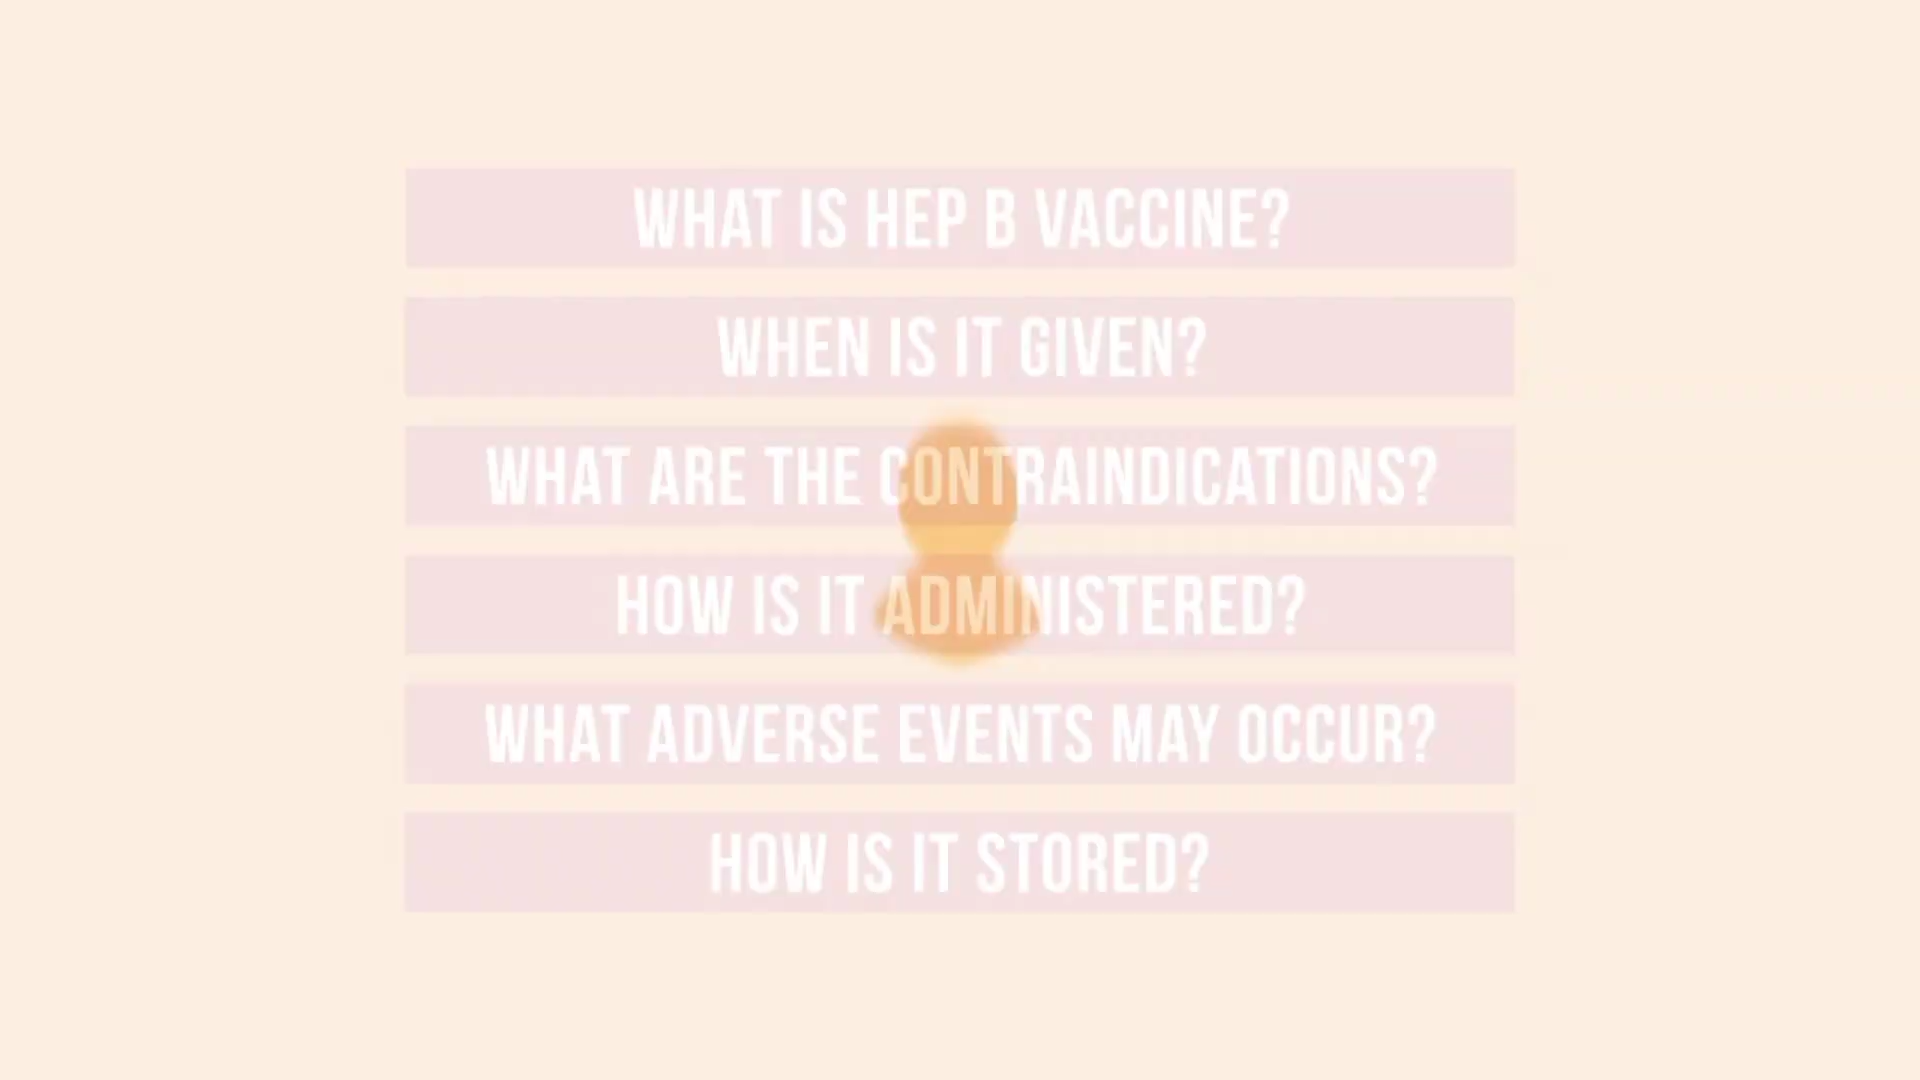 WHAT IS HEP B VACCINE?
WHEN IS IT GIVEN?
WHAT ARE THE CONTRAINDICATIONS?
HOW IS IT ADMINISTERED?
WHAT ADVERSE EVENTS MAY OCCUR?
HOW IS IT STORED?